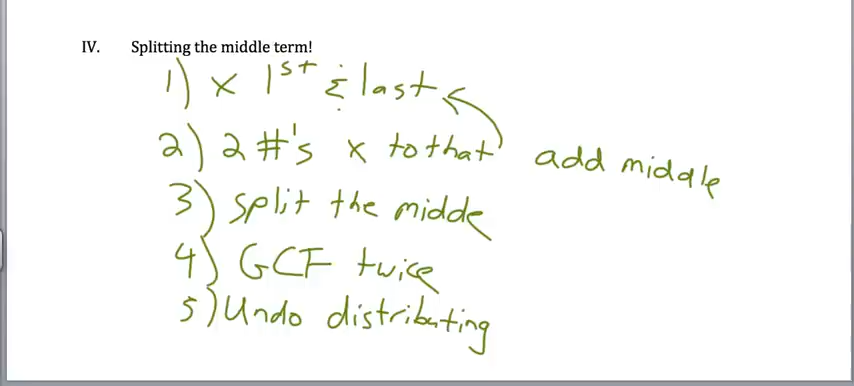 IV. Splitting the middle term!
1) x 1st & last
2) 2 #'s x to that add middle
3) split the midde
4) GCF twice
5) Undo distributing